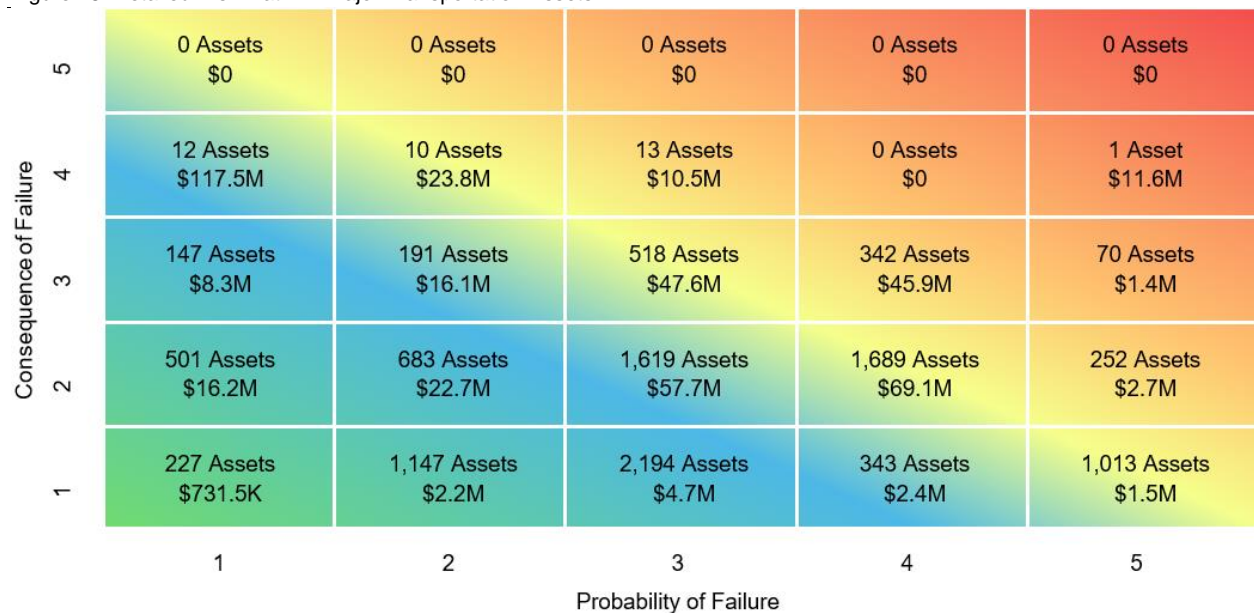 5
0 Assets
$0
0 Assets
$0
0 Assets
$0
0 Assets
$0
0 Assets
$0
4
12 Assets
$117.5M
10 Assets
$23.8M
13 Assets
$10.5M
0 Assets
$0
1 Asset
$11.6M
Consequence of Failure
3
147 Assets
$8.3M
191 Assets
$16.1M
518 Assets
$47.6M
342 Assets
$45.9M
70 Assets
$1.4M
2
501 Assets
$16.2M
683 Assets
$22.7M
1,619 Assets
$57.7M
1,689 Assets
$69.1M
252 Assets
$2.7M
1
227 Assets
$731.5K
1,147 Assets
$2.2M
2,194 Assets
$4.7M
343 Assets
$2.4M
1,013 Assets
$1.5M
1
2
3
4
5
Probability of Failure